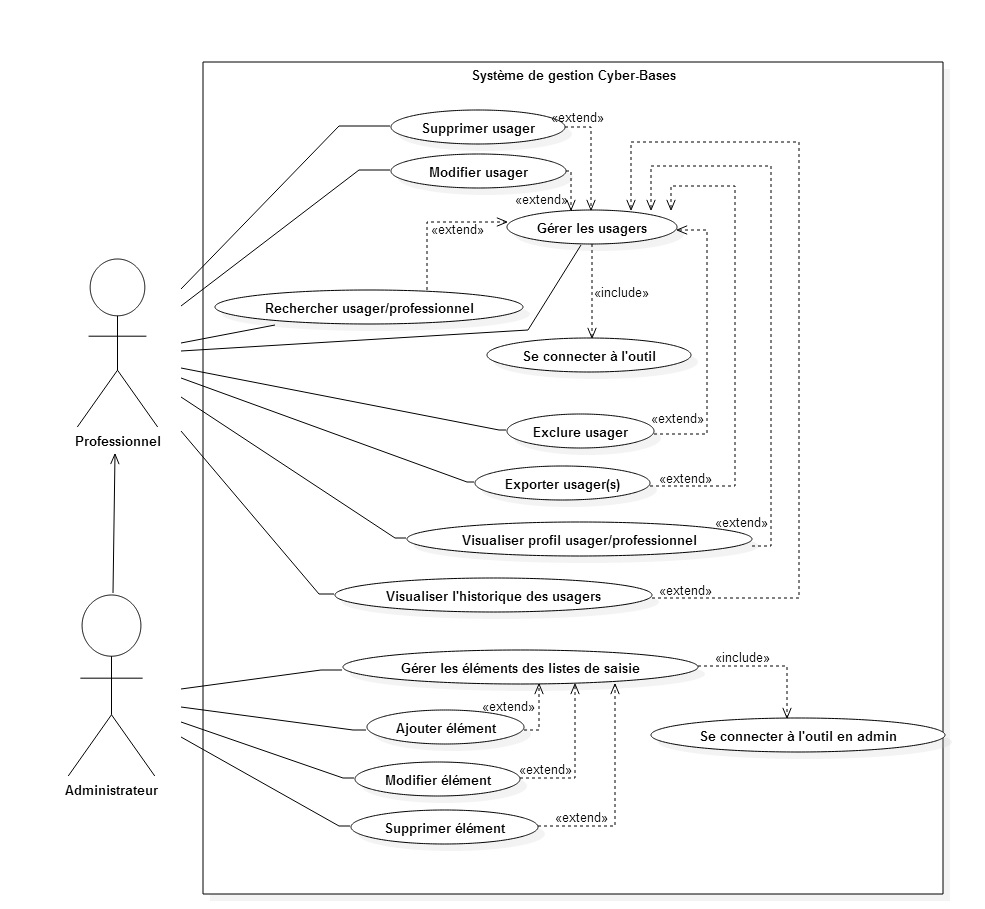 Système de gestion Cyber-Bases
Supprimer usager
«extend»
Modifier usager
«extend»
Gérer les usagers
«extend»
«include»
Rechercher usager/professionnel
Se connecter à l'outil
Exclure usager
«extend»
Professionnel
Exporter usager(s)
«extend»
Visualiser profil usager/professionnel
«extend»
Visualiser l'historique des usagers
«extend»
Gérer les éléments des listes de saisie
«include»
«extend»
Ajouter élément
Se connecter à l'outil en admin
Modifier élément
«extend»
Administrateur
Supprimer élément
«extend»